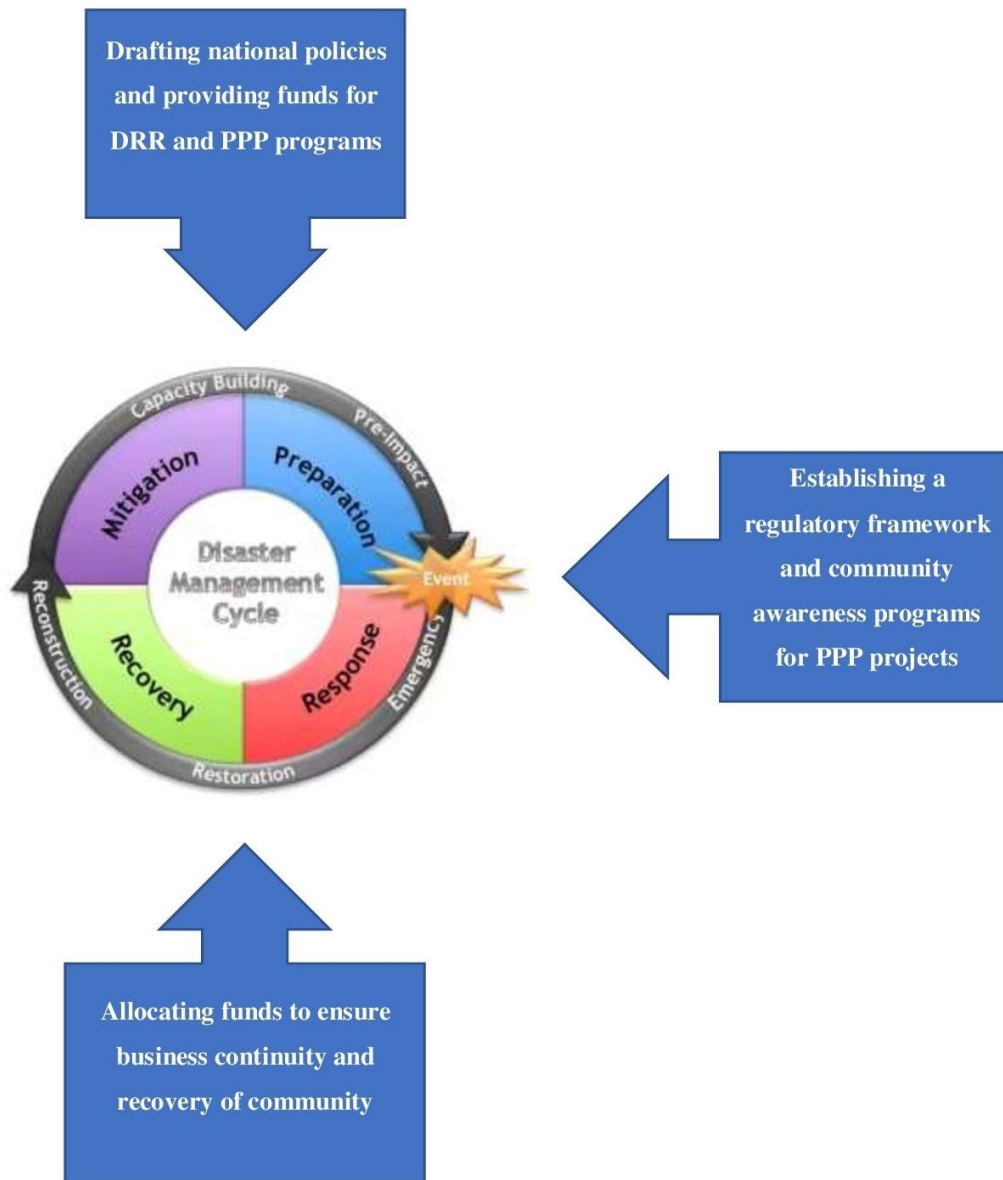 Drafting national policies
and providing funds for
DRR and PPP programs
Capacity Building
Pre-Impact
Mitigation
Preparation
Disaster
Management
Cycle
Event
Establishing a
regulatory framework
and community
awareness programs
for PPP projects
Reconstruction
Recovery
Response
Emergency
Restoration
Allocating funds to ensure
business continuity and
recovery of community